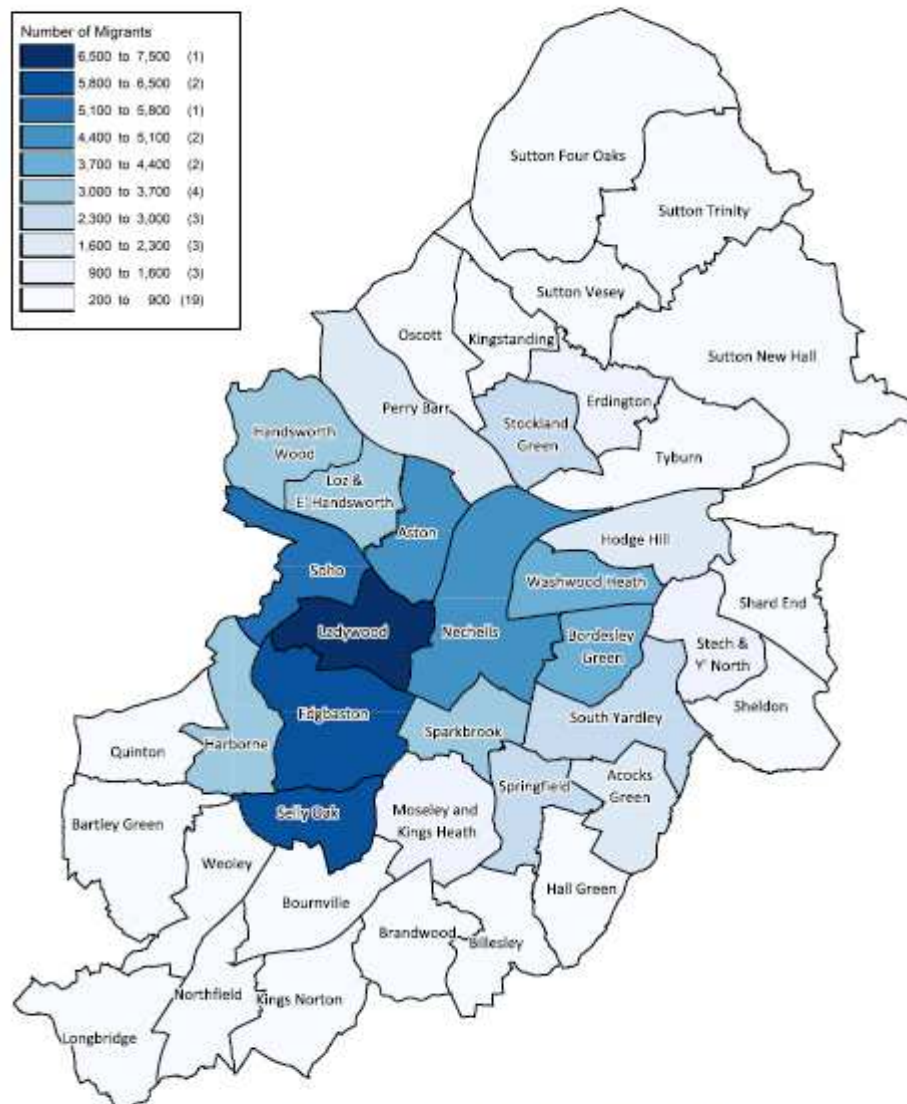 Number of Migrants
6,500 to 7,500 (1)
5,800 to 6,500 (2)
5,100 to 5,800 (1)
4,400 to 5,100 (2)
3,700 to 4,400 (2)
3,000 to 3,700 (4)
2,300 to 3,000 (3)
1,600 to 2,300 (3)
900 to 1,600 (3)
200 to 900 (19)
Sutton Four Oaks
Sutton Trinity
Sutton Vesey
Oscott
Kingstanding
Sutton New Hall
Erdington
Perry Barr
Stockland
Green
Handsworth
Wood
Tyburn
Loz &
E' Handsworth
Aston
Hodge Hill
Soho
Washwood Heath
Shard End
Ladywood
Nechells
Bordesley
Green
Stech &
Y' North
Sheldon
Edgbaston
South Yardley
Sparkbrook
Quinton
Harborne
Springfield
Acocks
Green
Selly Oak
Moseley and
Kings Heath
Bartley Green
Weoley
Hall Green
Bournville
Brandwood
Billesley
Northfield
Kings Norton
Longbridge